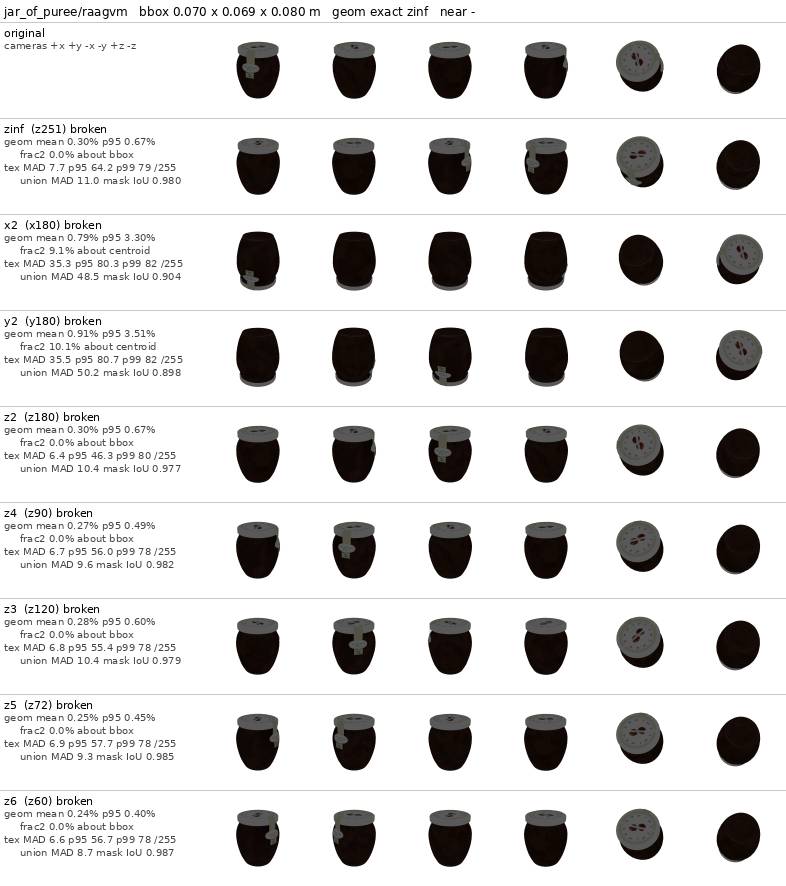 jar_of_puree/raagvm   bbox 0.070 x 0.069 x 0.080 m   geom exact zinf   near -
original
cameras +x +y -x -y +z -z
zinf  (z251) broken
geom mean 0.30% p95 0.67%
frac2 0.0% about bbox
tex MAD 7.7 p95 64.2 p99 79 /255
union MAD 11.0 mask IoU 0.980
x2  (x180) broken
geom mean 0.79% p95 3.30%
frac2 9.1% about centroid
tex MAD 35.3 p95 80.3 p99 82 /255
union MAD 48.5 mask IoU 0.904
y2  (y180) broken
geom mean 0.91% p95 3.51%
frac2 10.1% about centroid
tex MAD 35.5 p95 80.7 p99 82 /255
union MAD 50.2 mask IoU 0.898
z2  (z180) broken
geom mean 0.30% p95 0.67%
frac2 0.0% about bbox
tex MAD 6.4 p95 46.3 p99 80 /255
union MAD 10.4 mask IoU 0.977
z4  (z90) broken
geom mean 0.27% p95 0.49%
frac2 0.0% about bbox
tex MAD 6.7 p95 56.0 p99 78 /255
union MAD 9.6 mask IoU 0.982
z3  (z120) broken
geom mean 0.28% p95 0.60%
frac2 0.0% about bbox
tex MAD 6.8 p95 55.4 p99 78 /255
union MAD 10.4 mask IoU 0.979
z5  (z72) broken
geom mean 0.25% p95 0.45%
frac2 0.0% about bbox
tex MAD 6.9 p95 57.7 p99 78 /255
union MAD 9.3 mask IoU 0.985
z6  (z60) broken
geom mean 0.24% p95 0.40%
frac2 0.0% about bbox
tex MAD 6.6 p95 56.7 p99 78 /255
union MAD 8.7 mask IoU 0.987